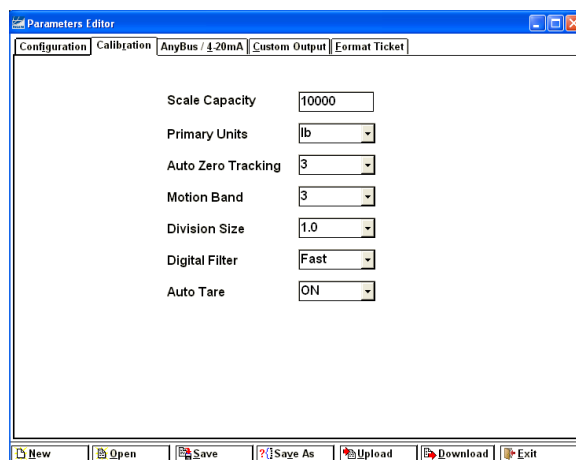 Parameters Editor
Configuration Calibration AnyBus / 4-20mA Custom Output Format Ticket
Scale Capacity 10000
Primary Units lb
Auto Zero Tracking 3
Motion Band 3
Division Size 1.0
Digital Filter Fast
Auto Tare ON
New Open Save Save As Upload Download Exit